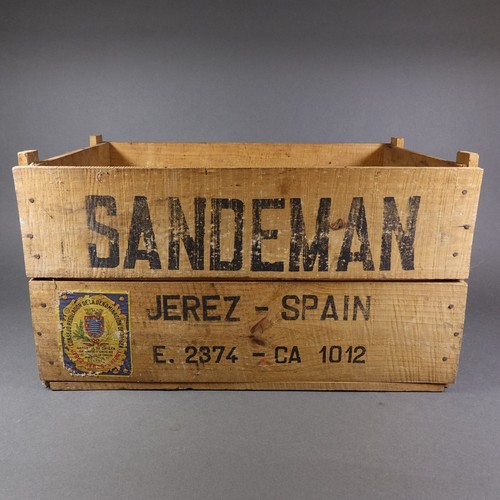 SANDEMAN
JEREZ - SPAIN
E. 2374 - CA 1012